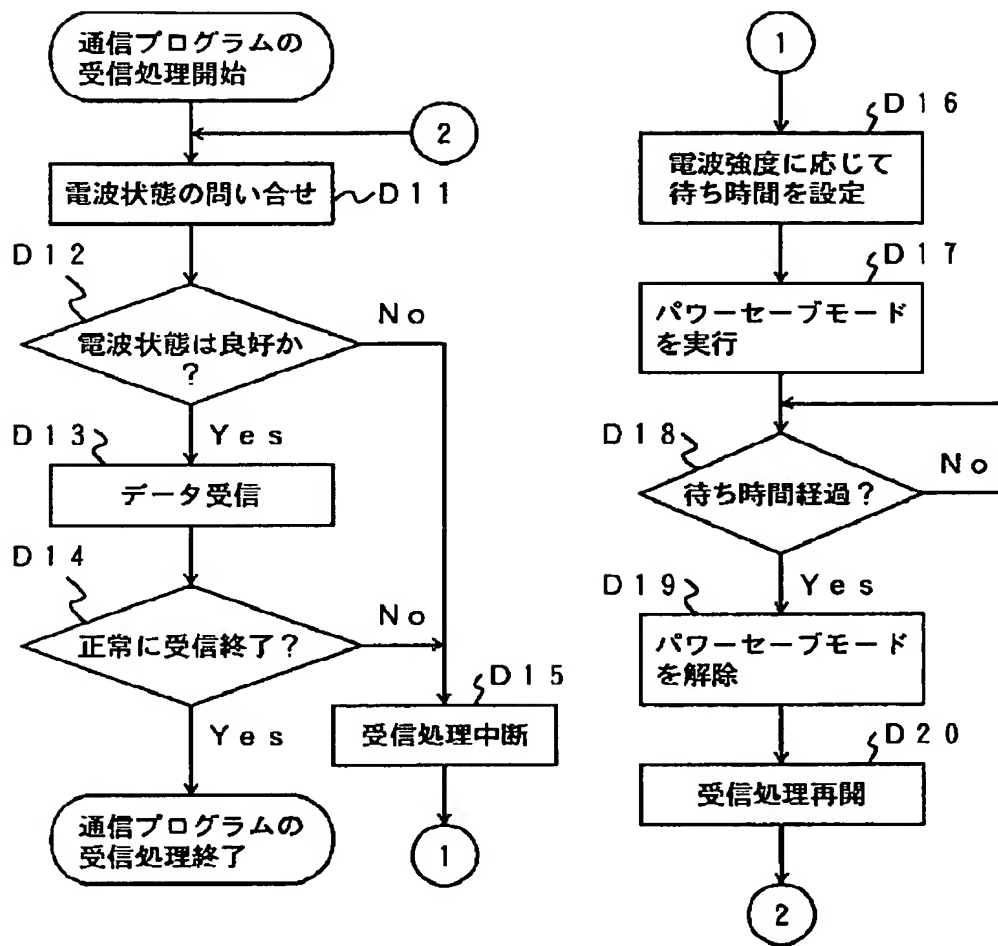 通信プログラムの
受信処理開始
2
電波状態の問い合せ
D11
D12
電波状態は良好か
?
No
Yes
D13
データ受信
D14
正常に受信終了?
No
Yes
D15
受信処理中断
通信プログラムの
受信処理終了
1
1
D16
電波強度に応じて
待ち時間を設定
D17
パワーセーブモード
を実行
D18
待ち時間経過?
No
Yes
D19
パワーセーブモード
を解除
D20
受信処理再開
2